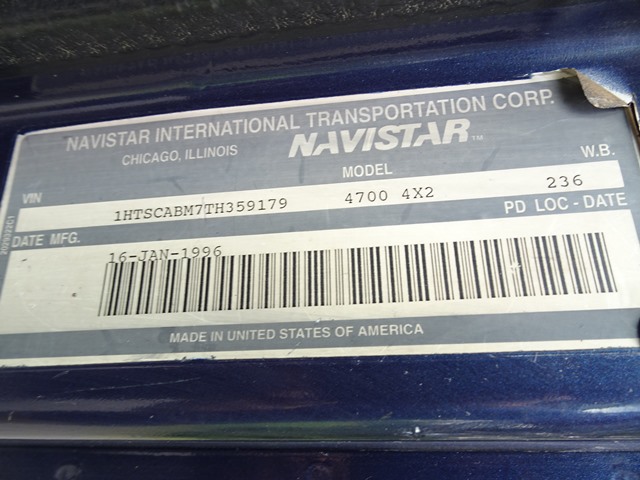 NAVISTAR INTERNATIONAL TRANSPORTATION CORP.
CHICAGO, ILLINOIS NAVISTAR™
VIN MODEL W.B.
1HTSCABM7TH359179 4700 4X2 236
DATE MFG. PD LOC - DATE
16-JAN-1996
MADE IN UNITED STATES OF AMERICA